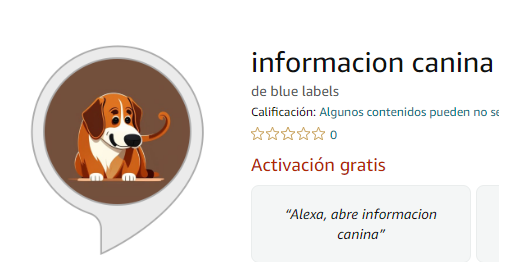 informacion canina
de blue labels
Calificación: Algunos contenidos pueden no se
0
Activación gratis
“Alexa, abre informacion
canina”